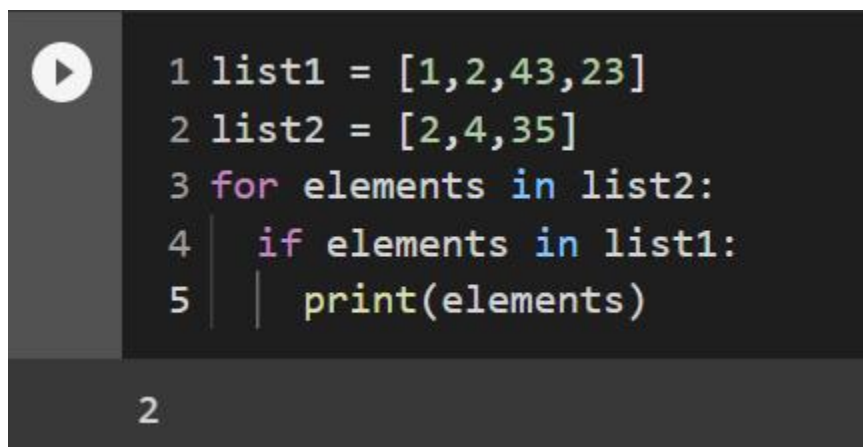 1 list1 = [1,2,43,23]
2 list2 = [2,4,35]
3 for elements in list2:
4   if elements in list1:
5     print(elements)
2